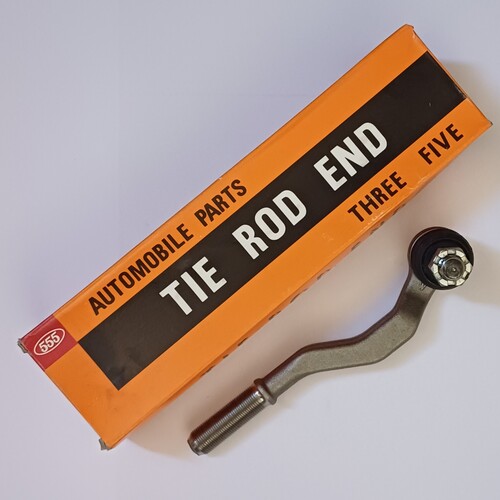 AUTOMOBILE PARTS
TIE ROD END
THREE FIVE
555